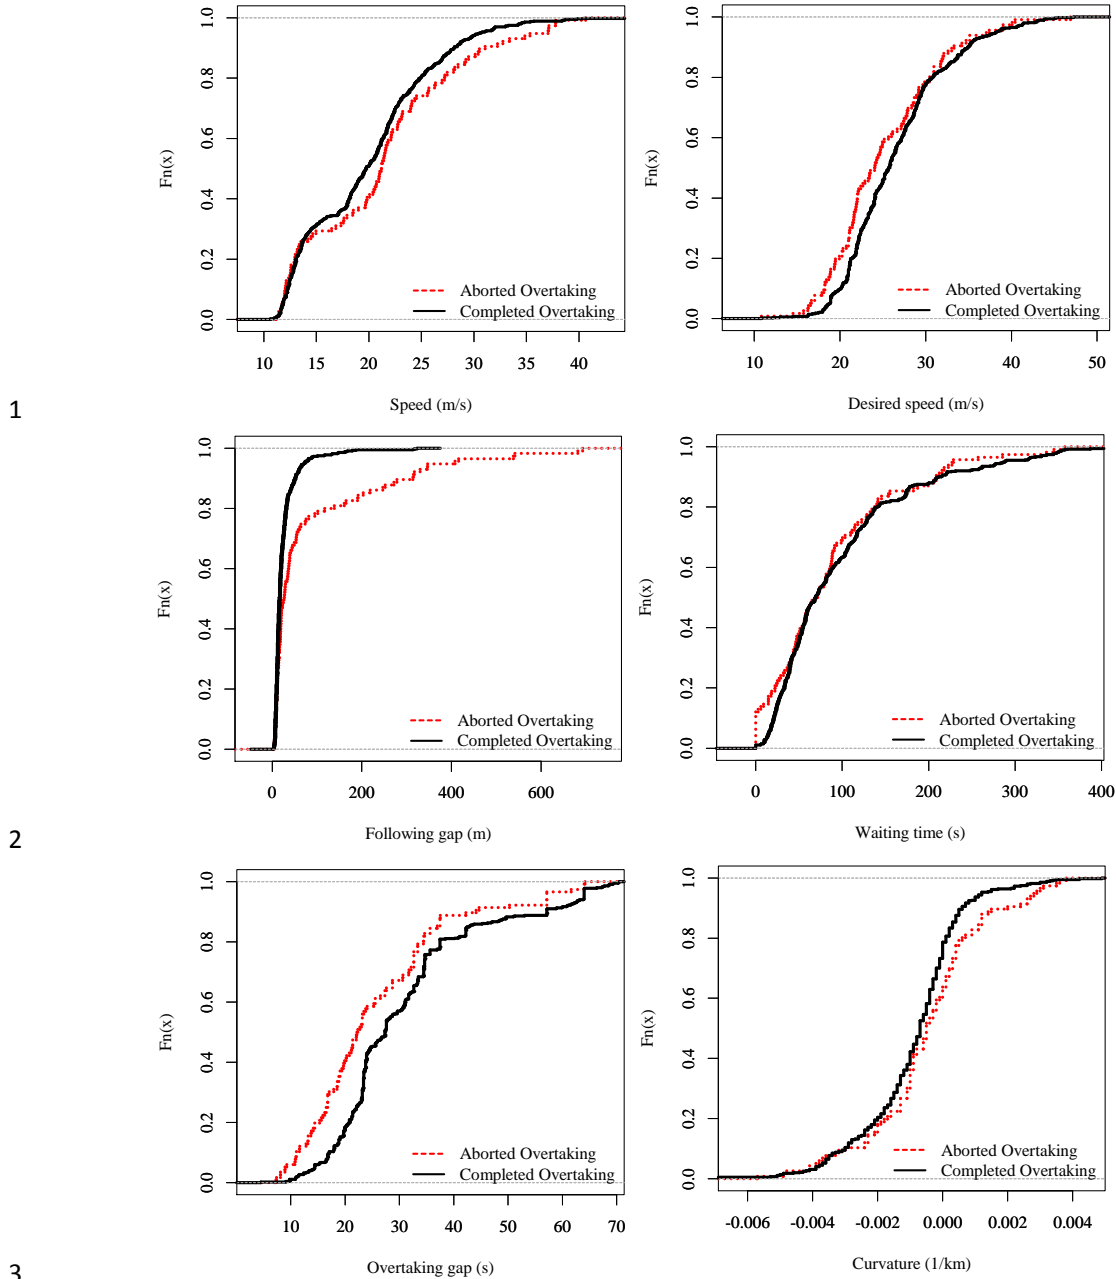 1.0
0.8
0.6
0.4
0.2
0.0
Fn(x)
Aborted Overtaking
Completed Overtaking
10 15 20 25 30 35 40
Speed (m/s)
1.0
0.8
0.6
0.4
0.2
0.0
Fn(x)
Aborted Overtaking
Completed Overtaking
10 20 30 40 50
Desired speed (m/s)
1
1.0
0.8
0.6
0.4
0.2
0.0
Fn(x)
Aborted Overtaking
Completed Overtaking
0 200 400 600
Following gap (m)
1.0
0.8
0.6
0.4
0.2
0.0
Fn(x)
Aborted Overtaking
Completed Overtaking
0 100 200 300 400
Waiting time (s)
2
1.0
0.8
0.6
0.4
0.2
0.0
Fn(x)
Aborted Overtaking
Completed Overtaking
10 20 30 40 50 60 70
Overtaking gap (s)
1.0
0.8
0.6
0.4
0.2
0.0
Fn(x)
Aborted Overtaking
Completed Overtaking
-0.006 -0.004 -0.002 0.000 0.002 0.004
Curvature (1/km)
3